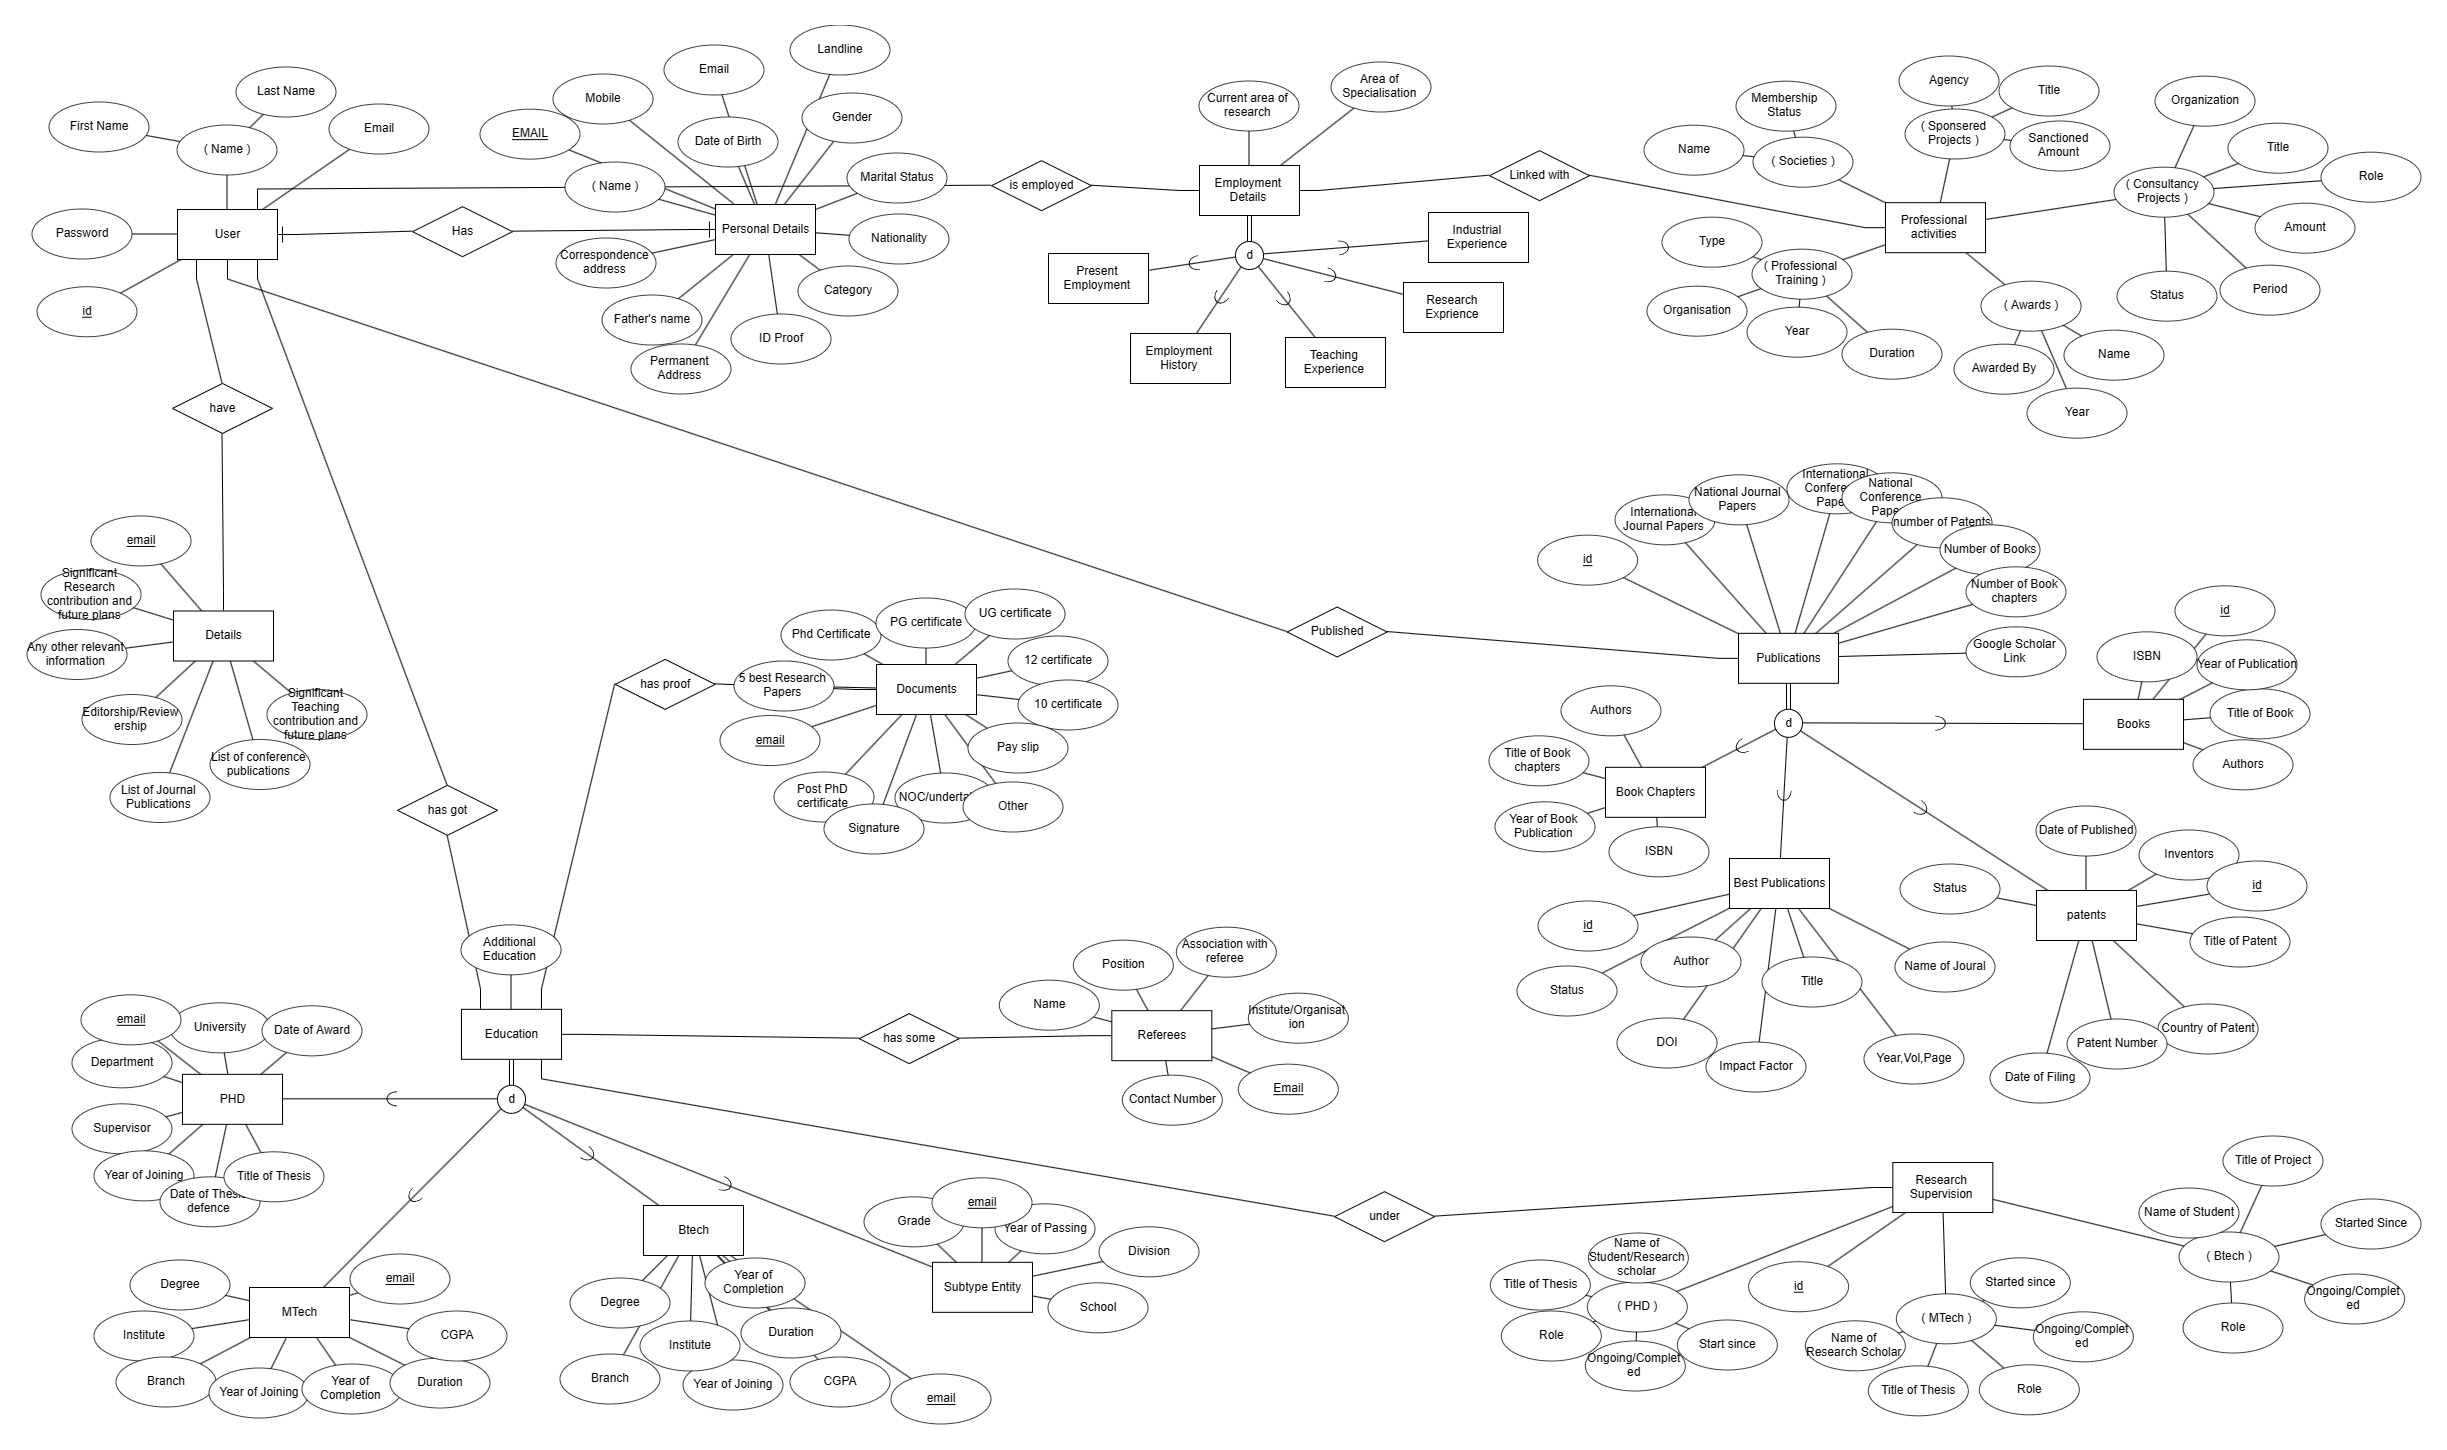 Landline
Email
Last Name
Mobile
First Name
Email
EMAIL
( Name )
Date of Birth
Gender
( Name )
Marital Status
Password
User
Has
Personal Details
Nationality
Correspondence
address
id
Category
Father's name
ID Proof
Permanent
Address
is employed
Current area of
research
Area of
Specialisation
Employment
Details
d
Industrial
Experience
Present
Employment
Research
Exprience
Employment
History
Teaching
Experience
Linked with
Agency
Title
Membership
Status
( Sponsered
Projects )
Sanctioned
Amount
Name
( Societies )
Organization
Title
Role
( Consultancy
Projects )
Amount
Status
Period
Professional
activities
Type
( Professional
Training )
Organisation
Year
Duration
( Awards )
Awarded By
Name
Year
have
email
Significant
Research
contribution and
future plans
Details
Any other relevant
information
Editorship/Review
ership
Significant
Teaching
contribution and
future plans
List of conference
publications
List of Journal
Publications
has got
has proof
Phd Certificate
PG certificate
UG certificate
12 certificate
5 best Research
Papers
Documents
10 certificate
email
Pay slip
Post PhD
certificate
NOC/underta
Other
Signature
Published
International
Journal Papers
National Journal
Papers
International
Confere
Pape
National
Conference
Pape
number of Patents
Number of Books
id
Number of Book
chapters
Google Scholar
Link
Publications
d
id
ISBN
Year of Publication
Books
Title of Book
Authors
Authors
Title of Book
chapters
Book Chapters
Year of Book
Publication
ISBN
Best Publications
id
Status
Author
Title
Name of Joural
DOI
Impact Factor
Year,Vol,Page
Date of Published
Inventors
Status
id
patents
Title of Patent
Country of Patent
Patent Number
Date of Filing
Additional
Education
Education
has some
Name
Position
Association with
referee
Institute/Organisat
ion
Referees
Contact Number
Email
email
University
Date of Award
Department
PHD
d
Supervisor
Year of Joining
Title of Thesis
Date of Thesis
defence
Degree
email
MTech
Institute
CGPA
Branch
Year of Joining
Year of
Completion
Duration
Btech
Degree
Year of
Completion
Institute
Duration
Branch
Year of Joining
CGPA
email
Grade
email
Year of Passing
Division
Subtype Entity
School
under
Research
Supervision
Name of
Student/Research
scholar
Title of Thesis
( PHD )
Role
Ongoing/Complet
ed
Start since
id
Started since
( MTech )
Name of
Research Scholar
Ongoing/Complet
ed
Title of Thesis
Role
Title of Project
Name of Student
Started Since
( Btech )
Ongoing/Complet
ed
Role